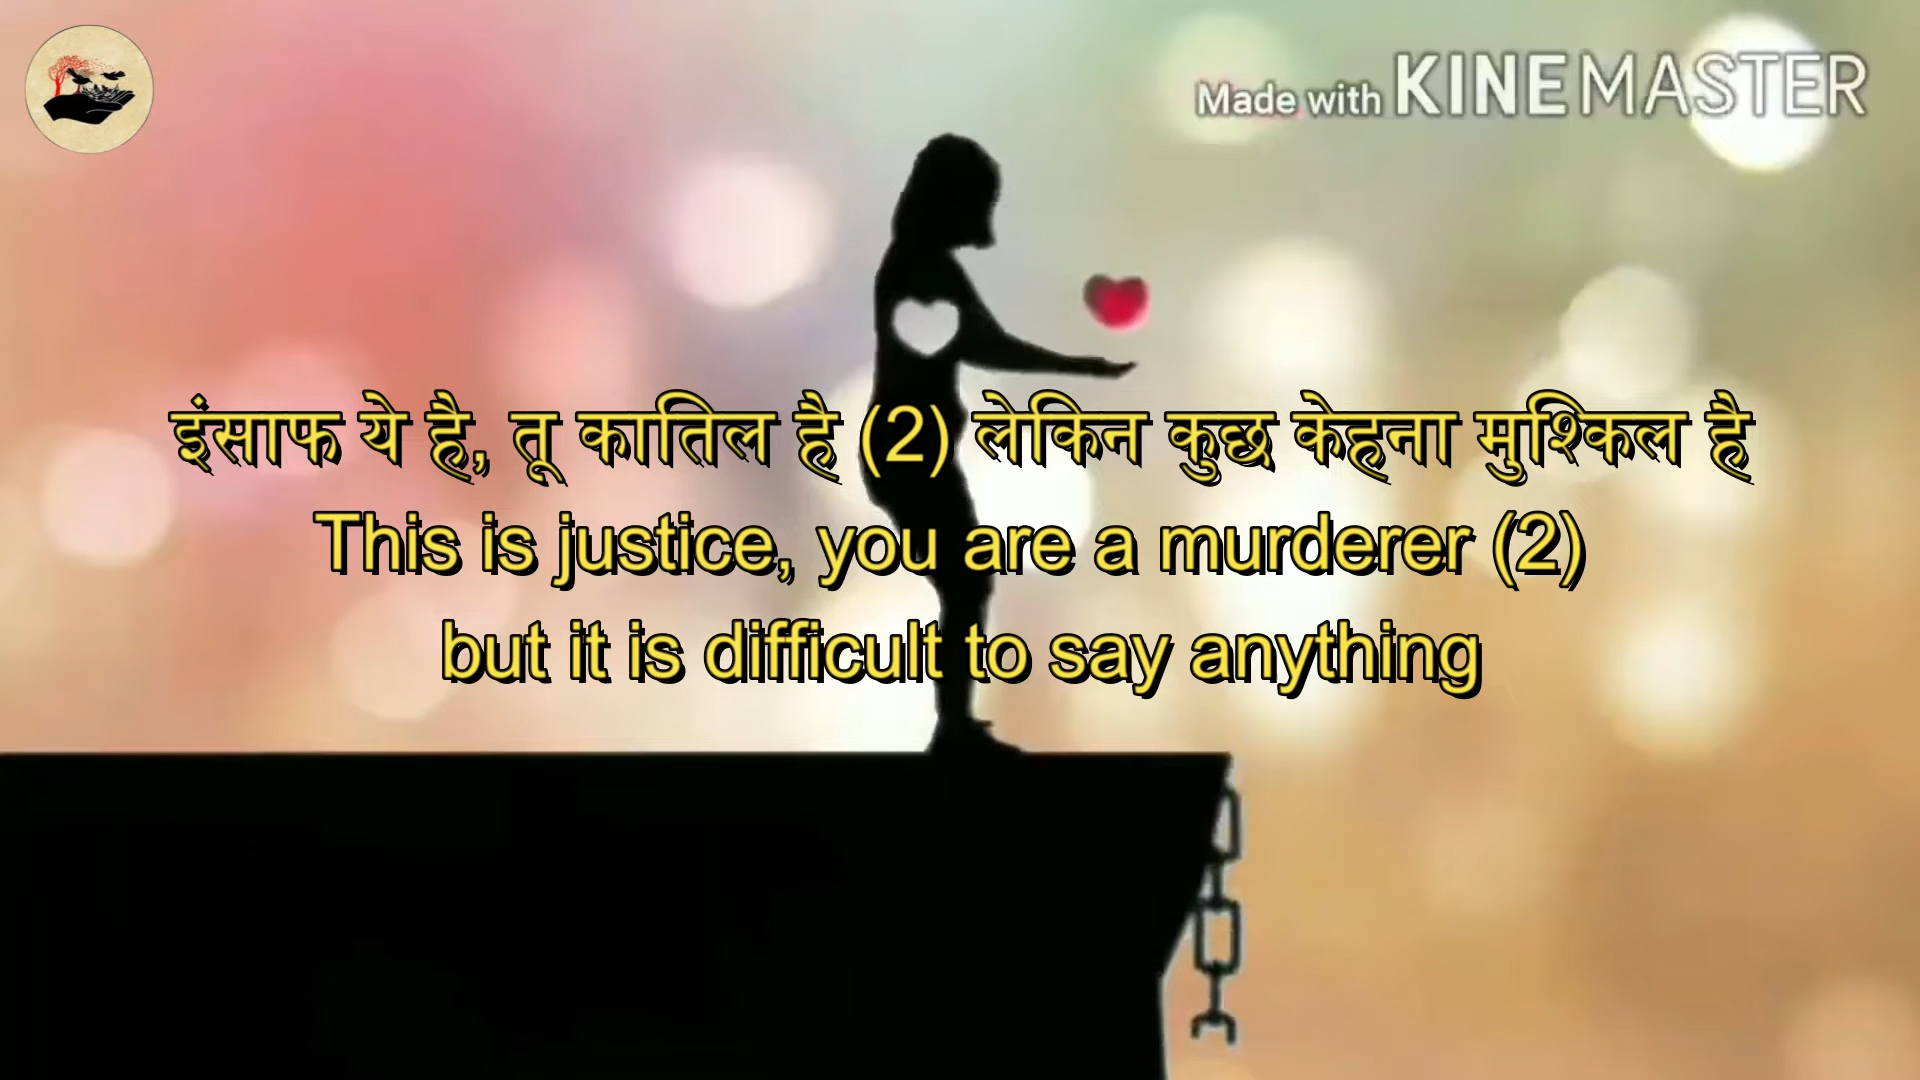 Made with KINEMASTER
इंसाफ ये है, तू कातिल है (2) लेकिन कुछ केहना मुश्किल है
This is justice, you are a murderer (2)
but it is difficult to say anything